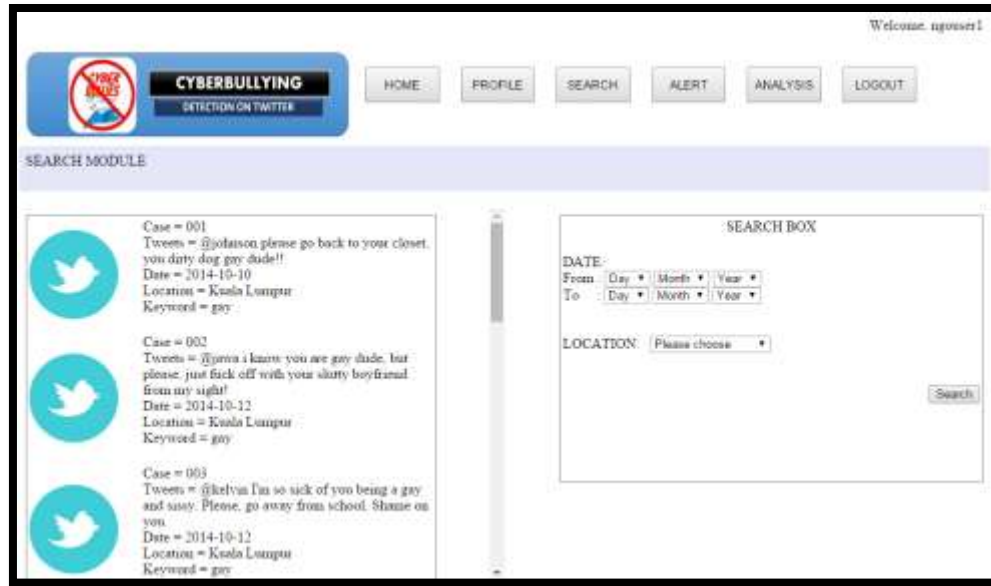 Welcome, ngouser1
CYBER
BULLIES
CYBERBULLYING
DETECTION ON TWITTER
HOME
PROFILE
SEARCH
ALERT
ANALYSIS
LOGOUT
SEARCH MODULE
Case = 001
Tweets = @johnson please go back to your closet,
you dirty dog gay dude!!
Date = 2014-10-10
Location = Kuala Lumpur
Keyword = gay
Case = 002
Tweets = i know you are gay dude, but
please, just fuck off with your slutty boyfriend
from my sight!
Date = 2014-10-12
Location = Kuala Lumpur
Keyword = gay
Case = 003
Tweets = @kelvin I'm so sick of you being a gay
and sissy. Please, go away from school. Shame on
you.
Date = 2014-10-12
Location = Kuala Lumpur
Keyword = gay
SEARCH BOX
DATE:
From : Day Month Year
To : Day Month Year
LOCATION Please choose
Search